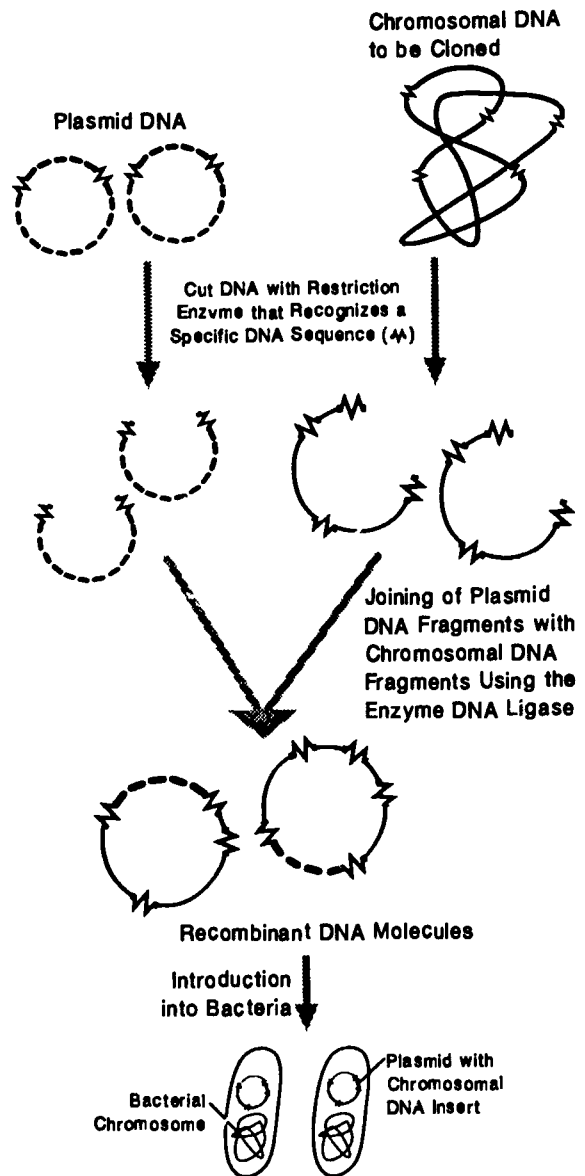 Chromosomal DNA
to be Cloned
Plasmid DNA
Cut DNA with Restriction
Enzyme that Recognizes a
Specific DNA Sequence ( )
Joining of Plasmid
DNA Fragments with
Chromosomal DNA
Fragments Using the
Enzyme DNA Ligase
Recombinant DNA Molecules
Introduction
into Bacteria
Plasmid with
Chromosomal
DNA Insert
Bacterial
Chromosome